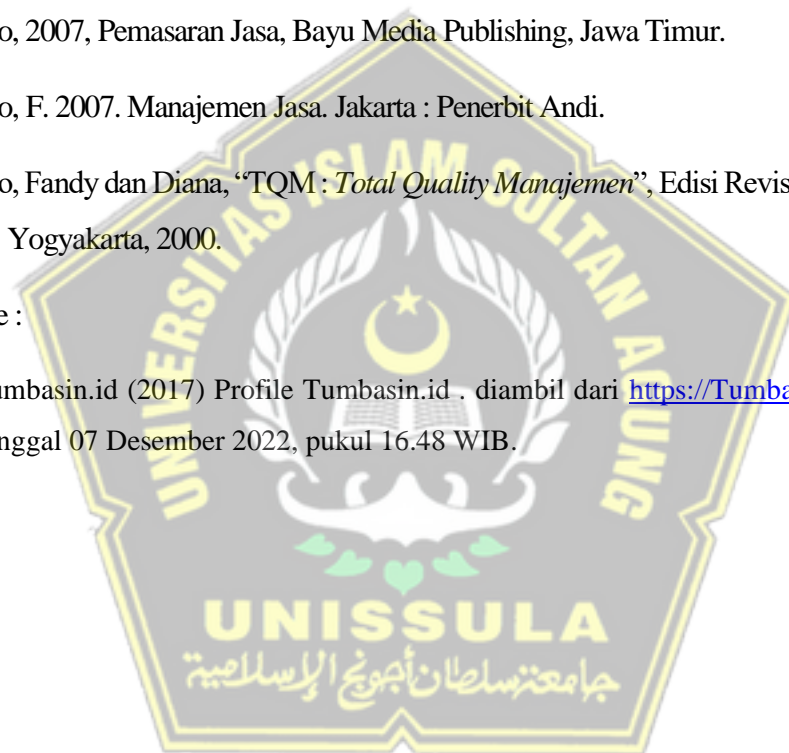 o, 2007, Pemasaran Jasa, Bayu Media Publishing, Jawa Timur.
o, F. 2007. Manajemen Jasa. Jakarta : Penerbit Andi.
o, Fandy dan Diana, “TQM : Total Quality Manajemen”, Edisi Revis
Yogyakarta, 2000.
e :
umbasin.id (2017) Profile Tumbasin.id . diambil dari https://Tumba
nggal 07 Desember 2022, pukul 16.48 WIB.
UNIVERSITAS ISLAM SULTAN AGUNG
UNISSULA
جامعتنسلطان أجونج الإسلامية